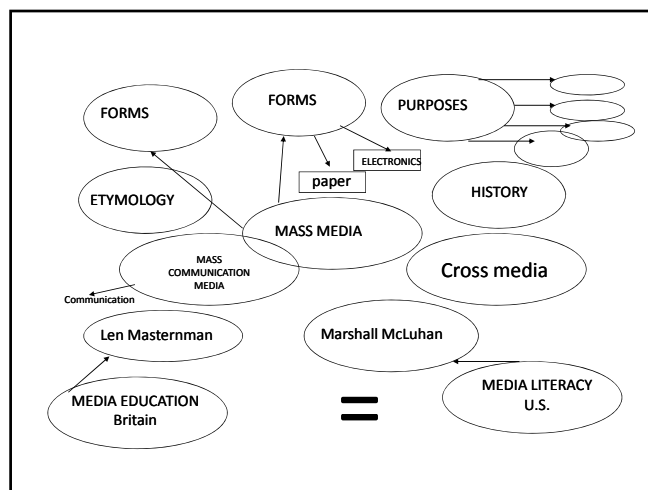 FORMS
FORMS
PURPOSES
ELECTRONICS
paper
ETYMOLOGY
HISTORY
MASS MEDIA
MASS
COMMUNICATION
MEDIA
Cross media
Communication
Len Masternman
Marshall McLuhan
MEDIA EDUCATION
Britain
=
MEDIA LITERACY
U.S.